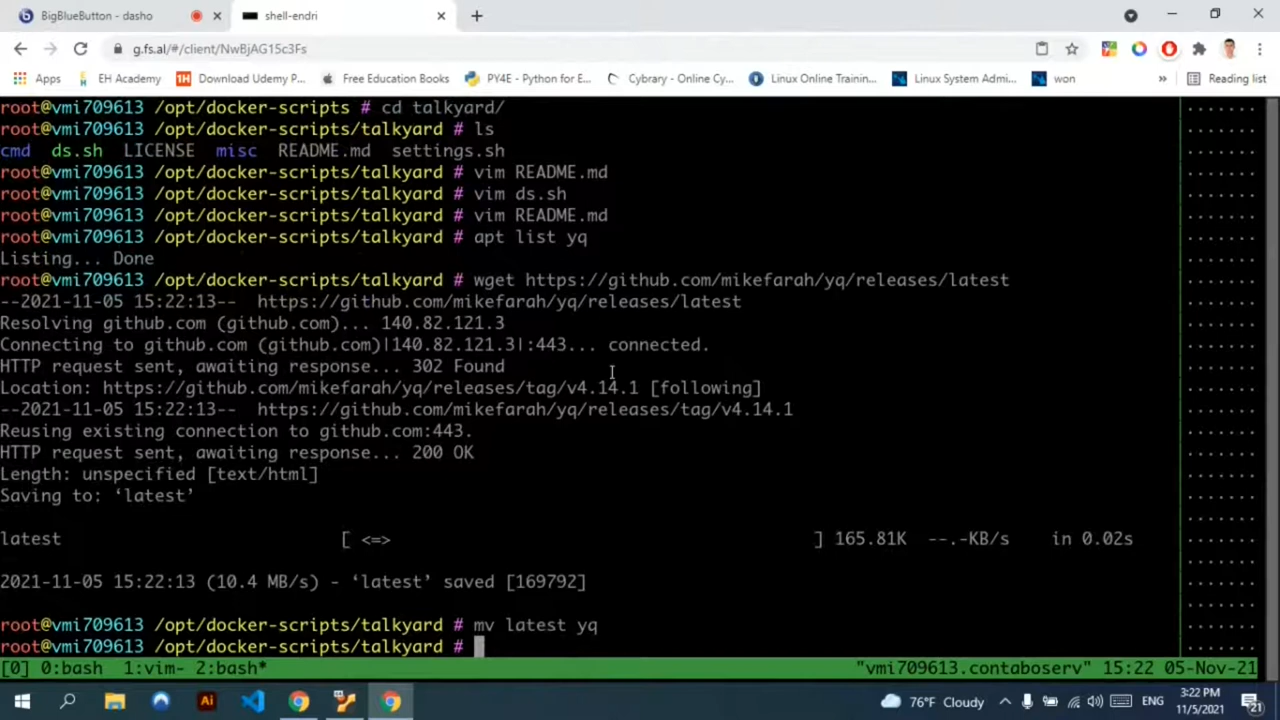 BigBlueButton - dasho
shell-endri
g.fs.al/#/client/NwBjAG15c3Fs
Apps EH Academy Download Udemy P... Free Education Books PY4E - Python for E... Cybrary - Online Cy... Linux Online Trainin... Linux System Admi... won » Reading list
root@vmi709613 /opt/docker-scripts # cd talkyard/
root@vmi709613 /opt/docker-scripts/talkyard # ls
cmd ds.sh LICENSE misc README.md settings.sh
root@vmi709613 /opt/docker-scripts/talkyard # vim README.md
root@vmi709613 /opt/docker-scripts/talkyard # vim ds.sh
root@vmi709613 /opt/docker-scripts/talkyard # vim README.md
root@vmi709613 /opt/docker-scripts/talkyard # apt list yq
Listing... Done
root@vmi709613 /opt/docker-scripts/talkyard # wget https://github.com/mikefarah/yq/releases/latest
--2021-11-05 15:22:13-- https://github.com/mikefarah/yq/releases/latest
Resolving github.com (github.com)... 140.82.121.3
Connecting to github.com (github.com)|140.82.121.3|:443... connected.
HTTP request sent, awaiting response... 302 Found
Location: https://github.com/mikefarah/yq/releases/tag/v4.14.1 [following]
--2021-11-05 15:22:13-- https://github.com/mikefarah/yq/releases/tag/v4.14.1
Reusing existing connection to github.com:443.
HTTP request sent, awaiting response... 200 OK
Length: unspecified [text/html]
Saving to: ‘latest’
latest [ <=> ] 165.81K --.-KB/s in 0.02s
2021-11-05 15:22:13 (10.4 MB/s) - ‘latest’ saved [169792]
root@vmi709613 /opt/docker-scripts/talkyard # mv latest yq
root@vmi709613 /opt/docker-scripts/talkyard #
[0] 0:bash 1:vim- 2:bash* "vmi709613.contaboserv" 15:22 05-Nov-21
76°F Cloudy ENG 3:22 PM
11/5/2021 21